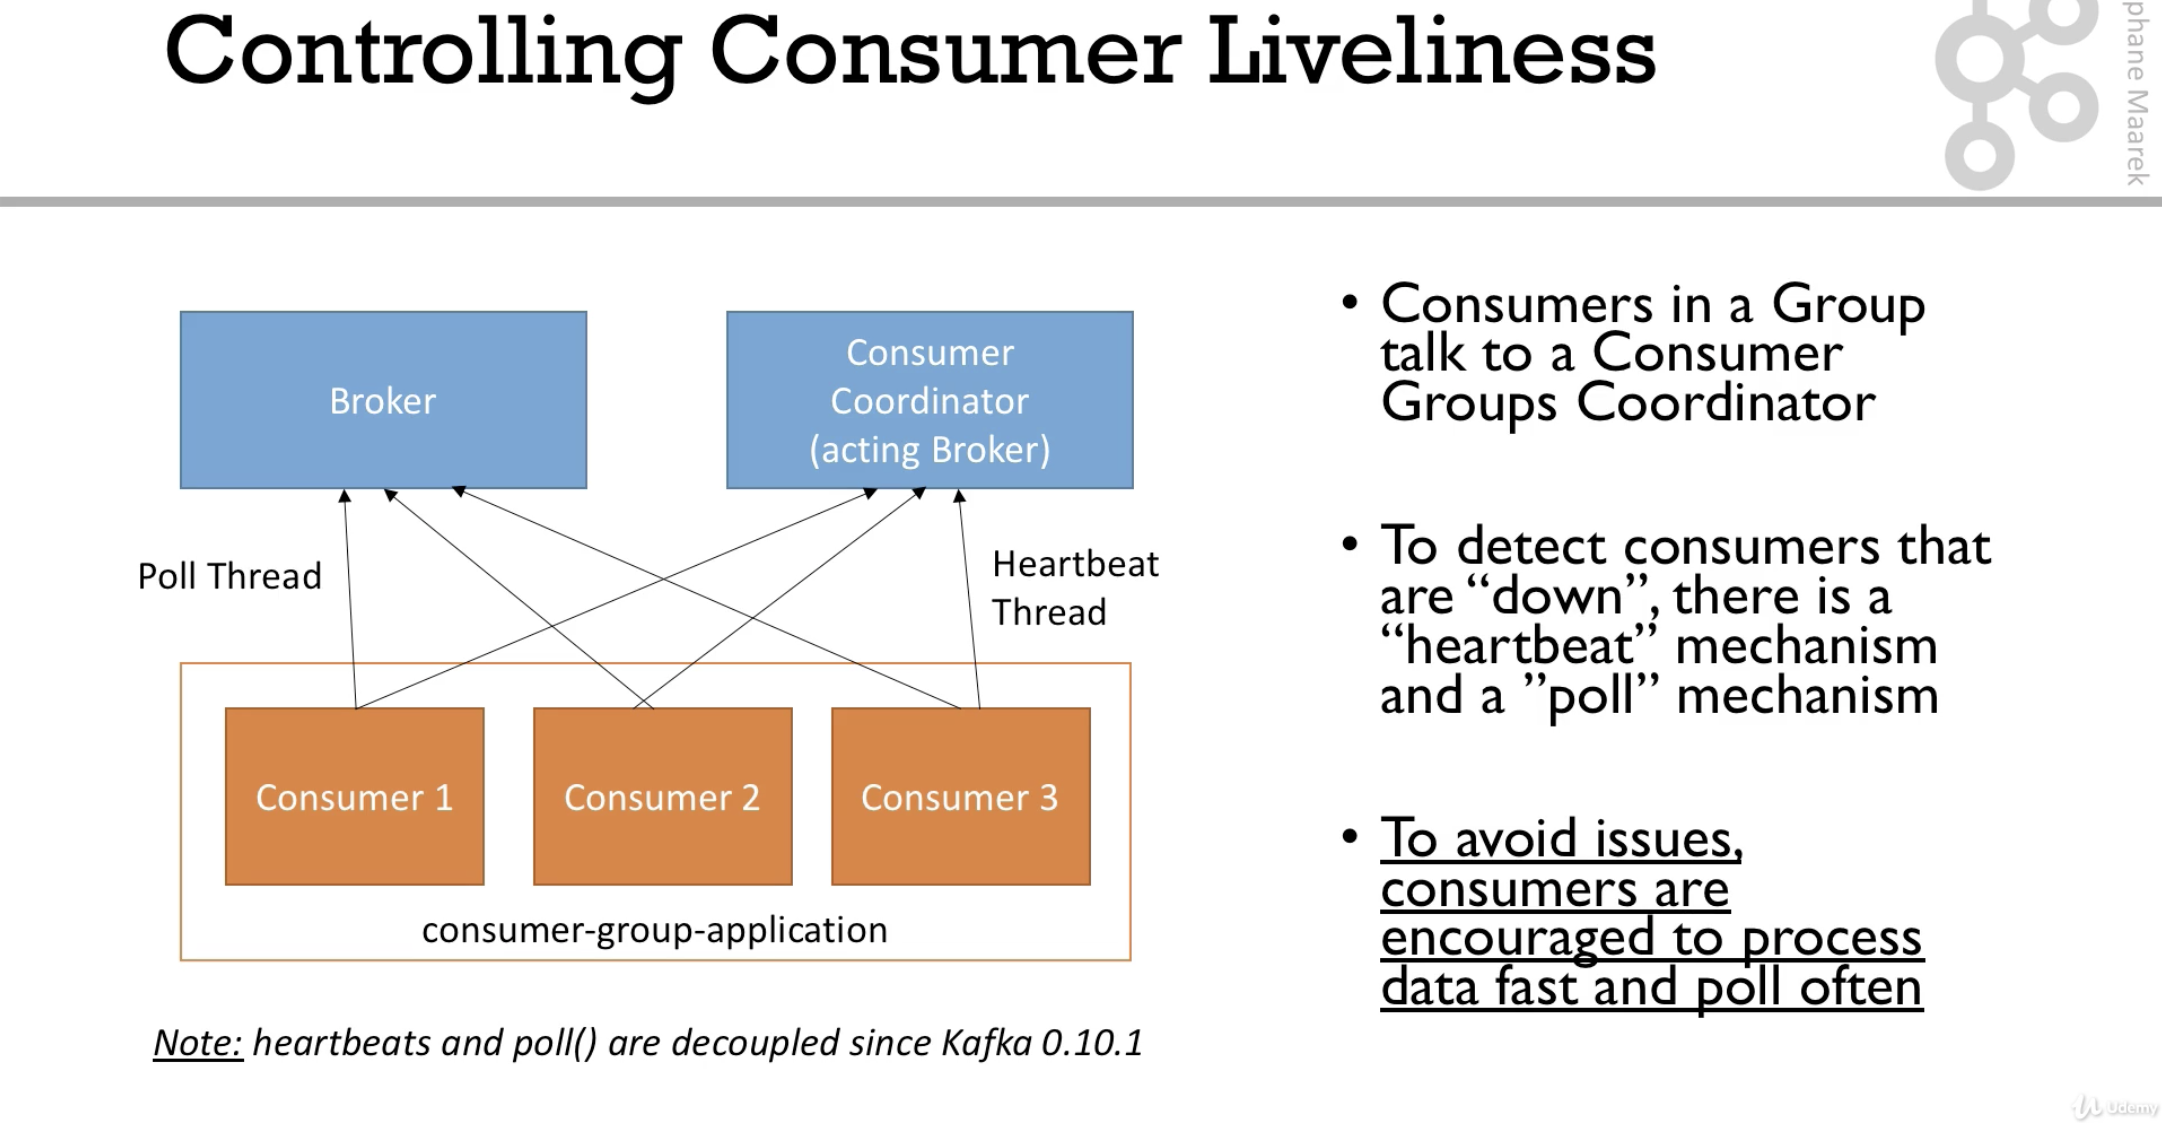 Controlling Consumer Liveliness
phane Maarek
Broker
Consumer
Coordinator
(acting Broker)
Poll Thread
Heartbeat
Thread
Consumer 1
Consumer 2
Consumer 3
consumer-group-application
Note: heartbeats and poll() are decoupled since Kafka 0.10.1
• Consumers in a Group
talk to a Consumer
Groups Coordinator
• To detect consumers that
are “down”, there is a
“heartbeat” mechanism
and a ”poll” mechanism
• To avoid issues,
consumers are
encouraged to process
data fast and poll often
Udemy